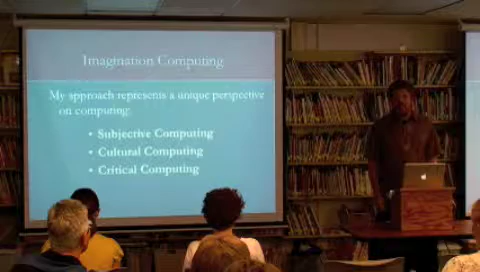 Imagination Computing
My approach represents a unique perspective
on computing:
• Subjective Computing
• Cultural Computing
• Critical Computing